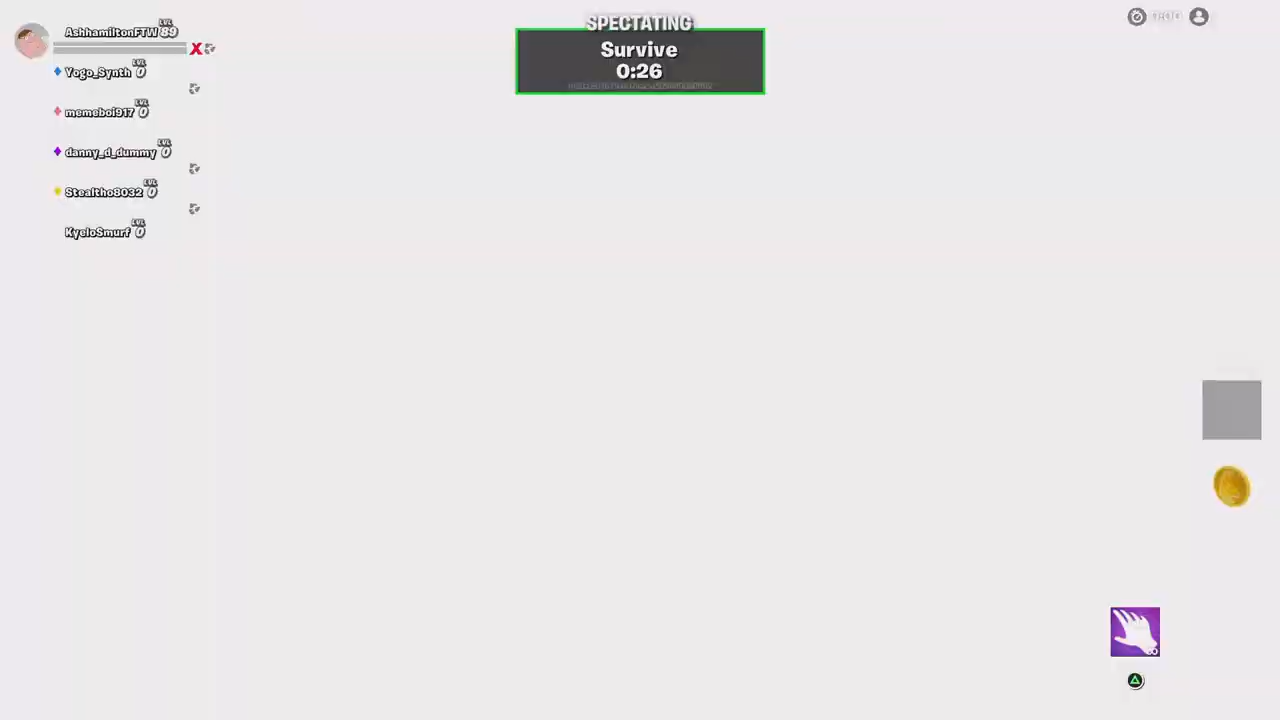 SPECTATING
Survive
0:26
LVL
AshhamiltonFTW 89
X
LVL
Yogo_Synth 0
LVL
memeboi917 0
LVL
danny_d_dummy 0
LVL
Stealtho8032 0
LVL
KyeloSmurf 0